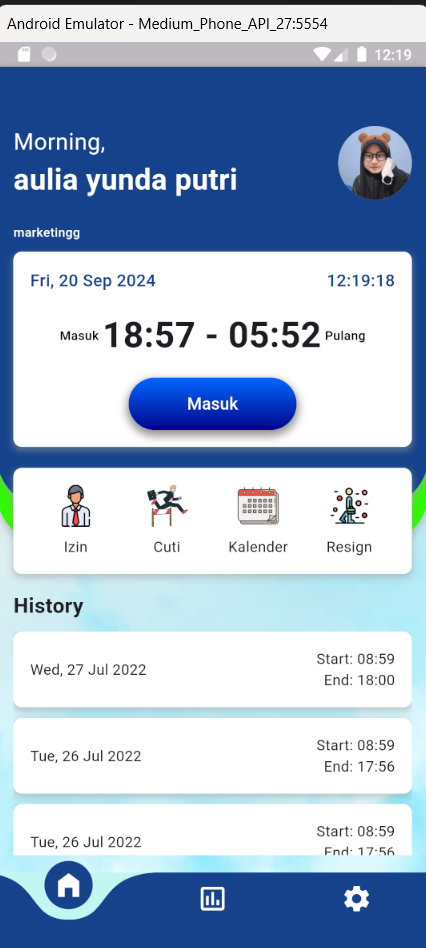 Android Emulator - Medium_Phone_API_27:5554
12:19
Morning,
aulia yunda putri
marketingg
Fri, 20 Sep 2024 12:19:18
Masuk 18:57 - 05:52 Pulang
Masuk
Izin Cuti Kalender Resign
History
Wed, 27 Jul 2022
Start: 08:59
End: 18:00
Tue, 26 Jul 2022
Start: 08:59
End: 17:56
Tue, 26 Jul 2022
Start: 08:59
End: 17:56